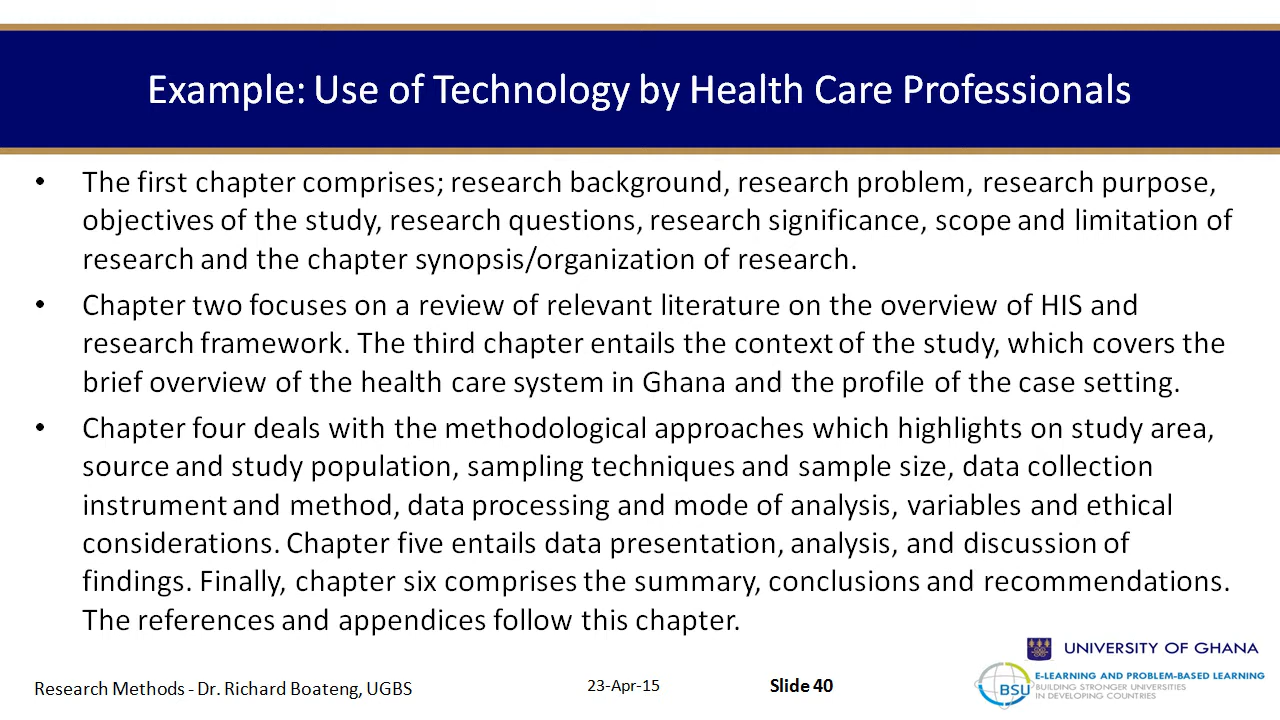 Example: Use of Technology by Health Care Professionals
• The first chapter comprises; research background, research problem, research purpose,
objectives of the study, research questions, research significance, scope and limitation of
research and the chapter synopsis/organization of research.
• Chapter two focuses on a review of relevant literature on the overview of HIS and
research framework. The third chapter entails the context of the study, which covers the
brief overview of the health care system in Ghana and the profile of the case setting.
• Chapter four deals with the methodological approaches which highlights on study area,
source and study population, sampling techniques and sample size, data collection
instrument and method, data processing and mode of analysis, variables and ethical
considerations. Chapter five entails data presentation, analysis, and discussion of
findings. Finally, chapter six comprises the summary, conclusions and recommendations.
The references and appendices follow this chapter.
UNIVERSITY OF GHANA
Research Methods - Dr. Richard Boateng, UGBS
23-Apr-15
Slide 40
BSU
E-LEARNING AND PROBLEM-BASED LEARNING
BUILDING STRONGER UNIVERSITIES
IN DEVELOPING COUNTRIES